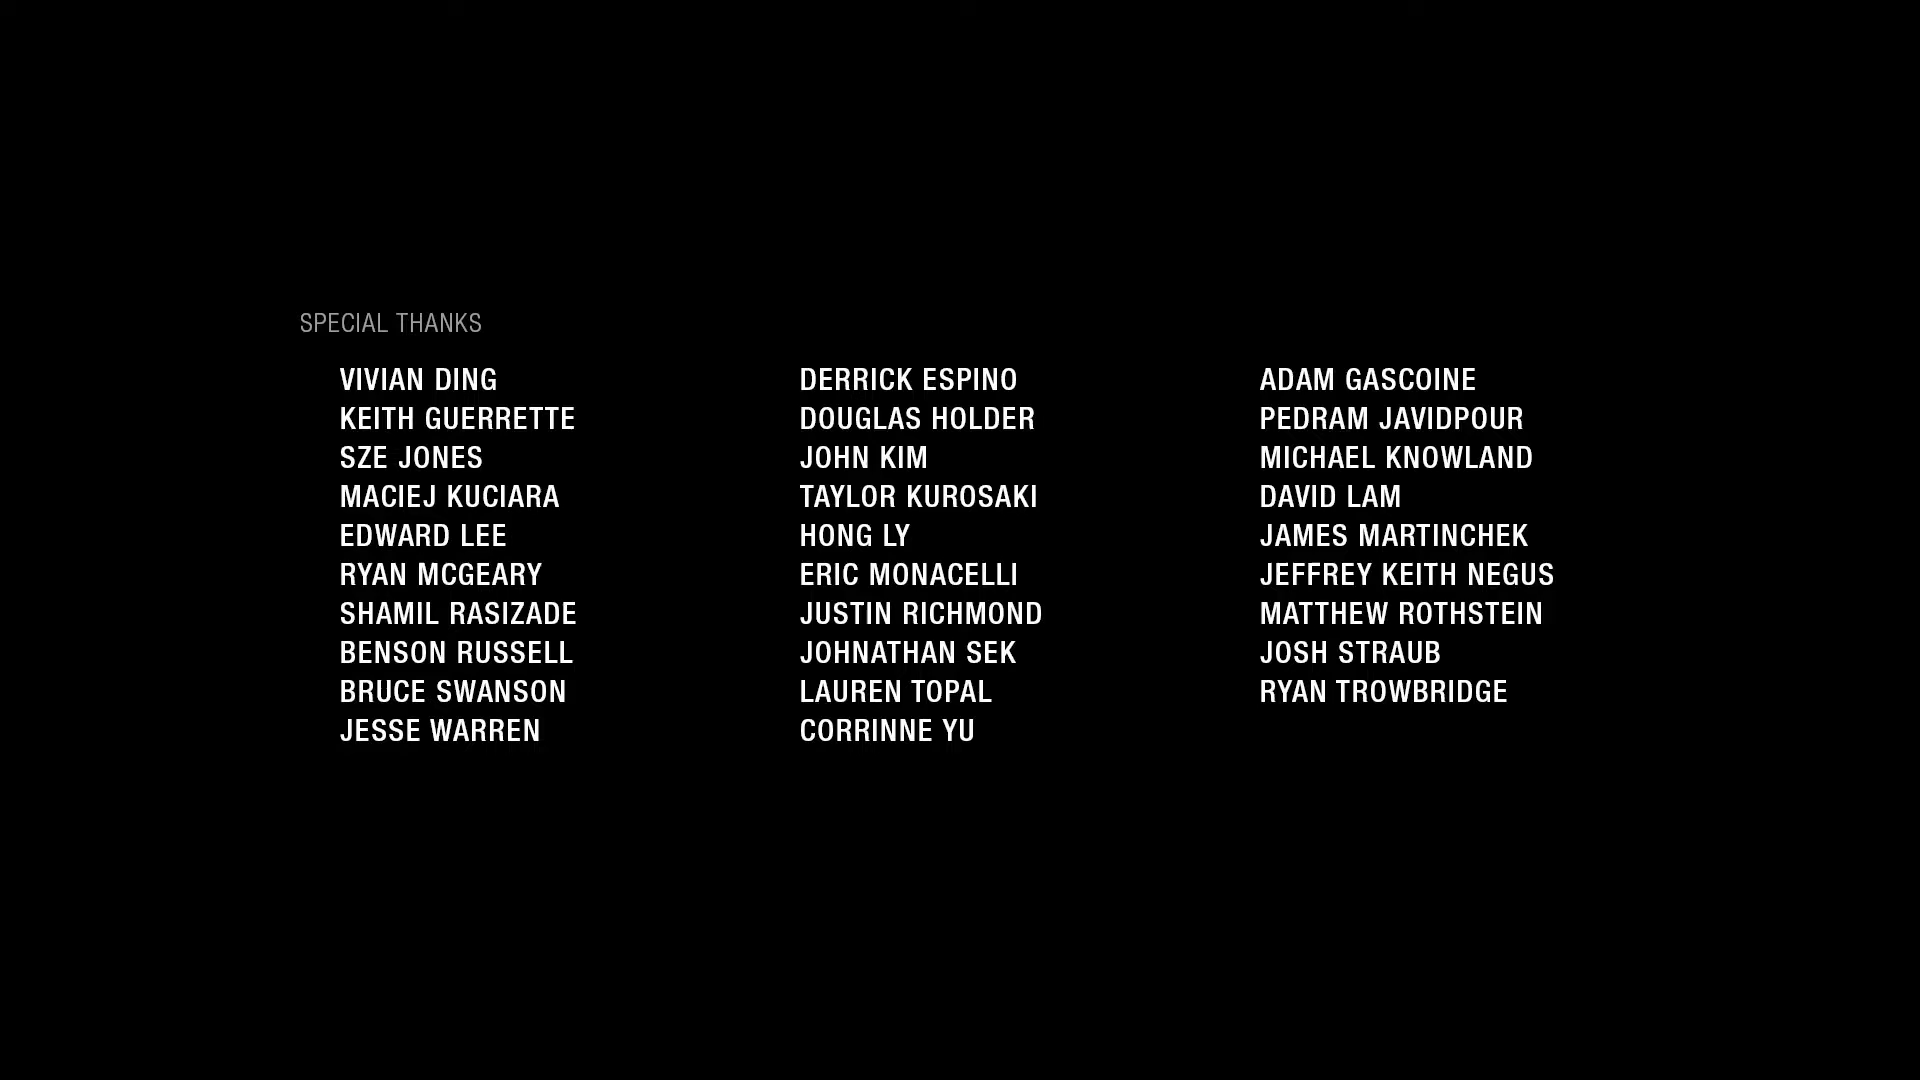 SPECIAL THANKS
VIVIAN DING
KEITH GUERRETTE
SZE JONES
MACIEJ KUCIARA
EDWARD LEE
RYAN MCGEARY
SHAMIL RASIZADE
BENSON RUSSELL
BRUCE SWANSON
JESSE WARREN
DERRICK ESPINO
DOUGLAS HOLDER
JOHN KIM
TAYLOR KUROSAKI
HONG LY
ERIC MONACELLI
JUSTIN RICHMOND
JOHNATHAN SEK
LAUREN TOPAL
CORRINNE YU
ADAM GASCOINE
PEDRAM JAVIDPOUR
MICHAEL KNOWLAND
DAVID LAM
JAMES MARTINCHEK
JEFFREY KEITH NEGUS
MATTHEW ROTHSTEIN
JOSH STRAUB
RYAN TROWBRIDGE